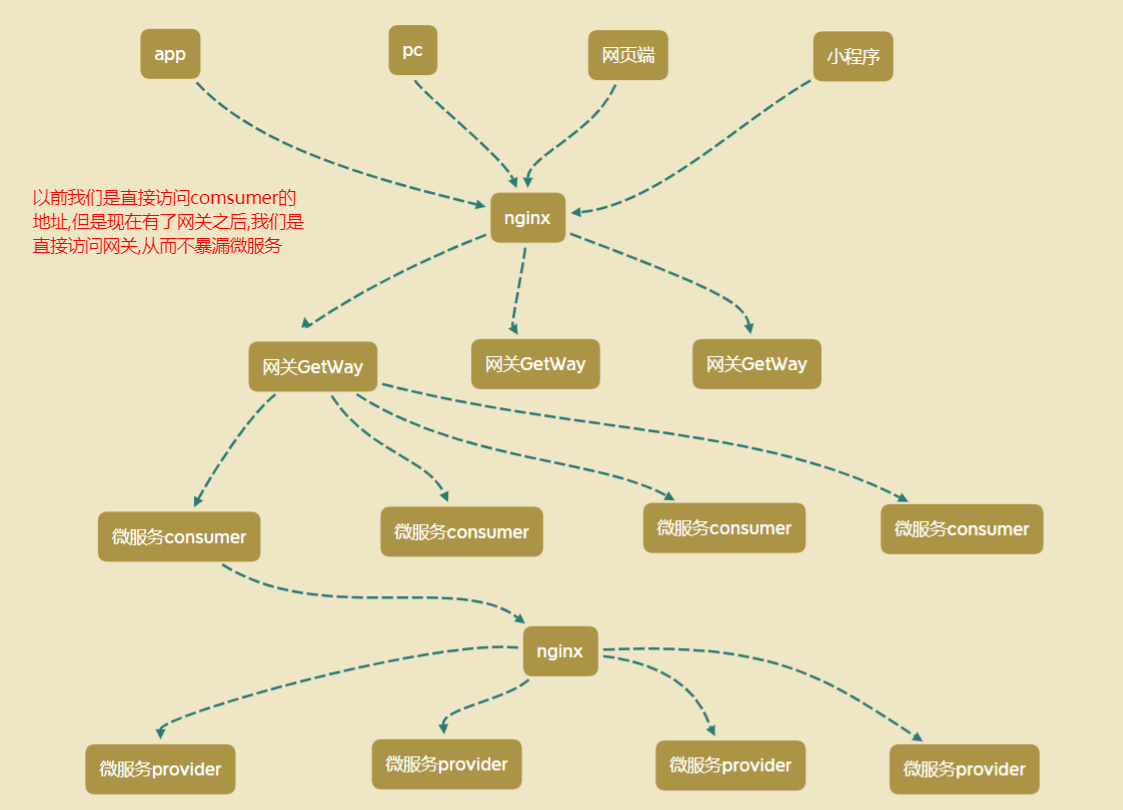 app
pc
网页端
小程序
以前我们是直接访问comsumer的
地址,但是现在有了网关之后,我们是
直接访问网关,从而不暴漏微服务
nginx
网关GetWay
网关GetWay
网关GetWay
微服务consumer
微服务consumer
微服务consumer
微服务consumer
nginx
微服务provider
微服务provider
微服务provider
微服务provider